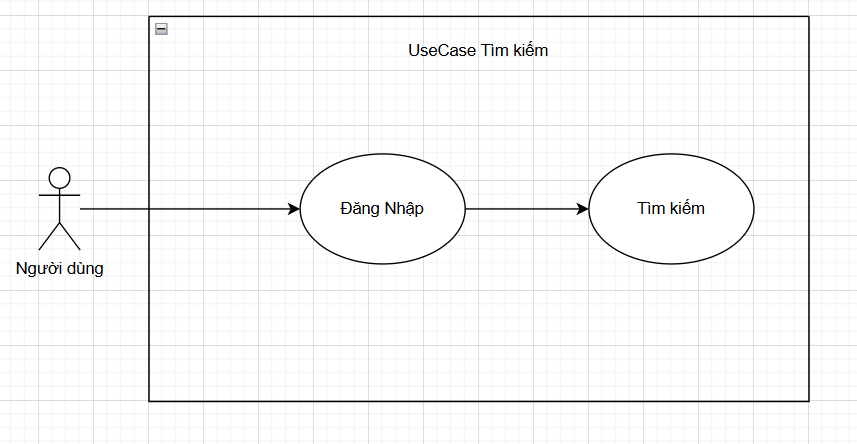 UseCase Tìm kiếm
Đăng Nhập
Tìm kiếm
Người dùng